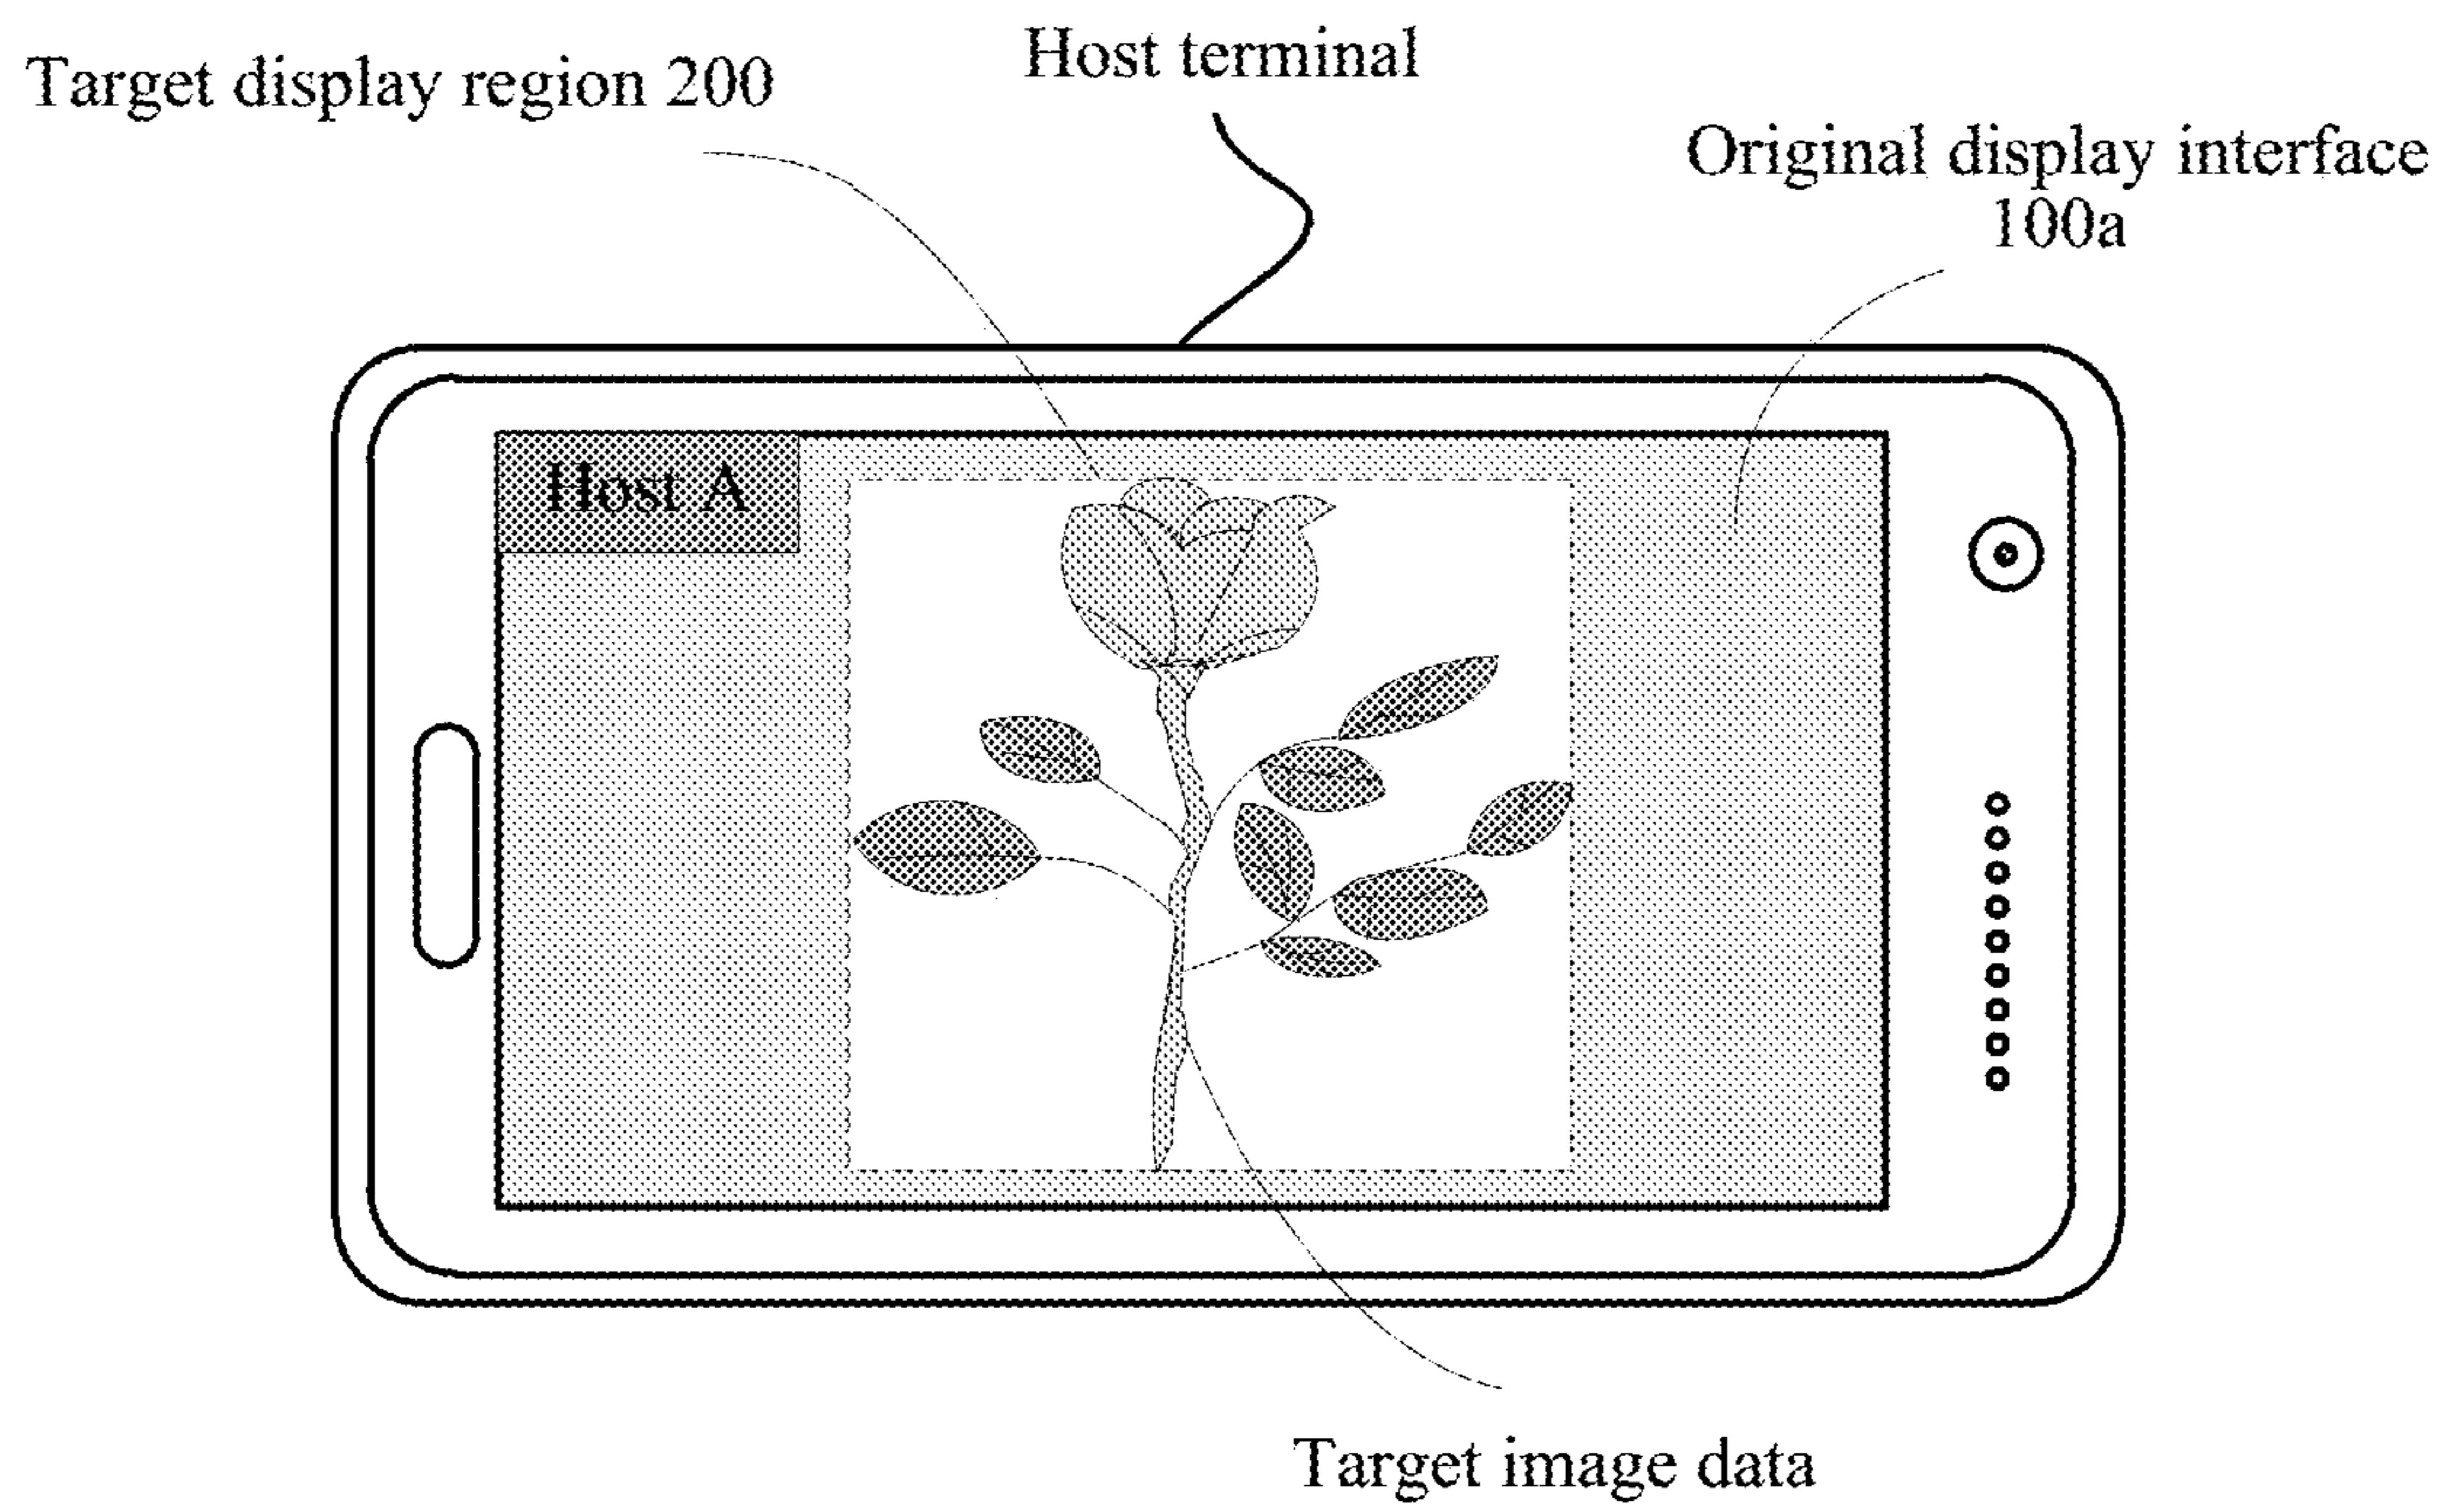 Target display region 200
Host terminal
Original display interface
100a
Host A
Target image data